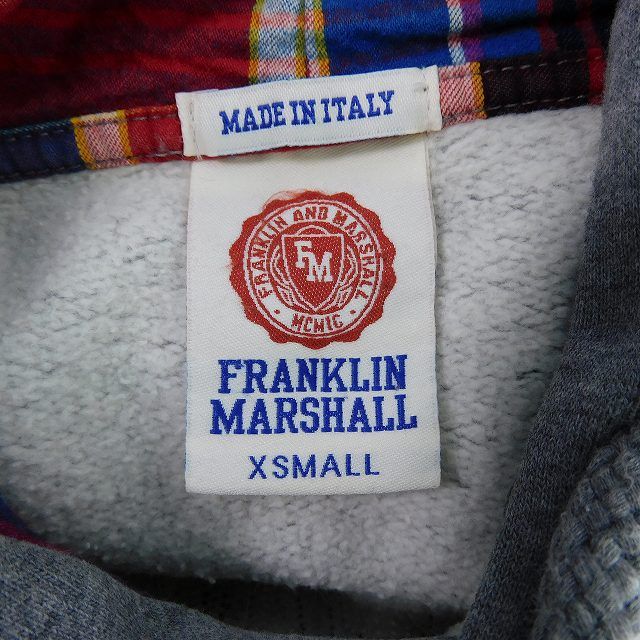 MADE IN ITALY
FRANKLIN AND MARSHALL
FM
MCMIC
FRANKLIN
MARSHALL
XSMALL